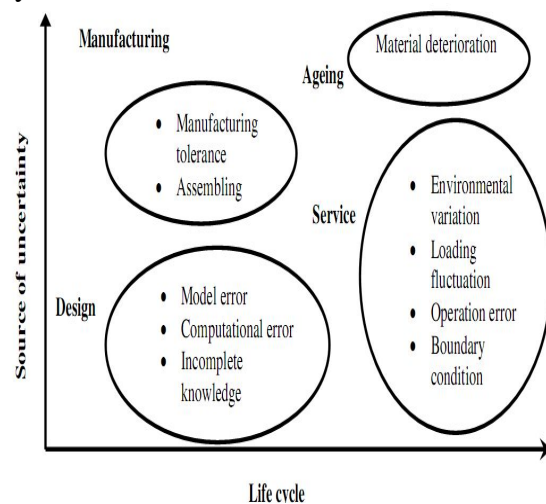 Source of uncertainty
Manufacturing
• Manufacturing
tolerance
• Assembling
Ageing
Material deterioration
Design
• Model error
• Computational error
• Incomplete
knowledge
Service
• Environmental
variation
• Loading
fluctuation
• Operation error
• Boundary
condition
Life cycle